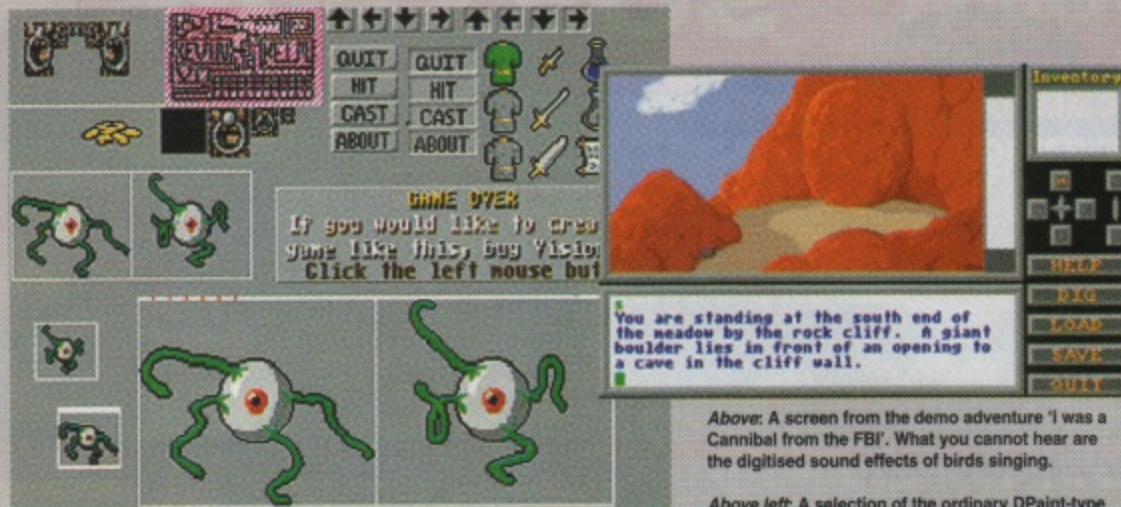 KEVIN KELM
QUIT QUIT
HIT HIT
CAST CAST
ABOUT ABOUT
GAME OVER
If you would like to crea
game like this, buy Visio
Click the left mouse but
Inventory
HELP
DIG
LOAD
SAVE
QUIT
s
You are standing at the south end of
the meadow by the rock cliff. A giant
boulder lies in front of an opening to
a cave in the cliff wall.
Above: A screen from the demo adventure 'I was a
Cannibal from the FBI'. What you cannot hear are
the digitised sound effects of birds singing.
Above left: A selection of the ordinary DPaint-type